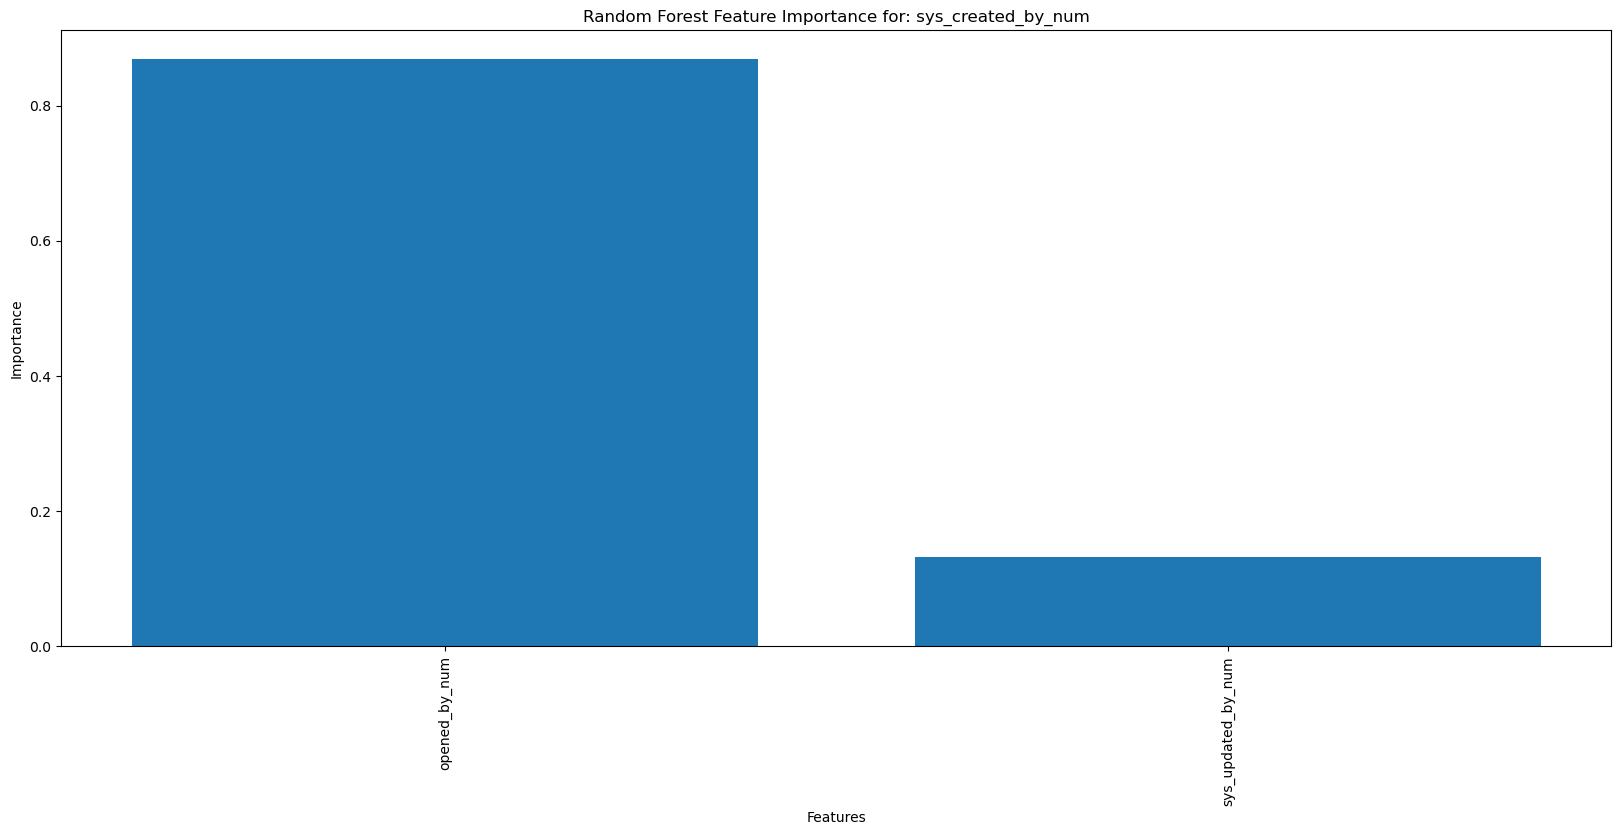 Random Forest Feature Importance for: sys_created_by_num
Importance
0.8
0.6
0.4
0.2
0.0
opened_by_num
sys_updated_by_num
Features